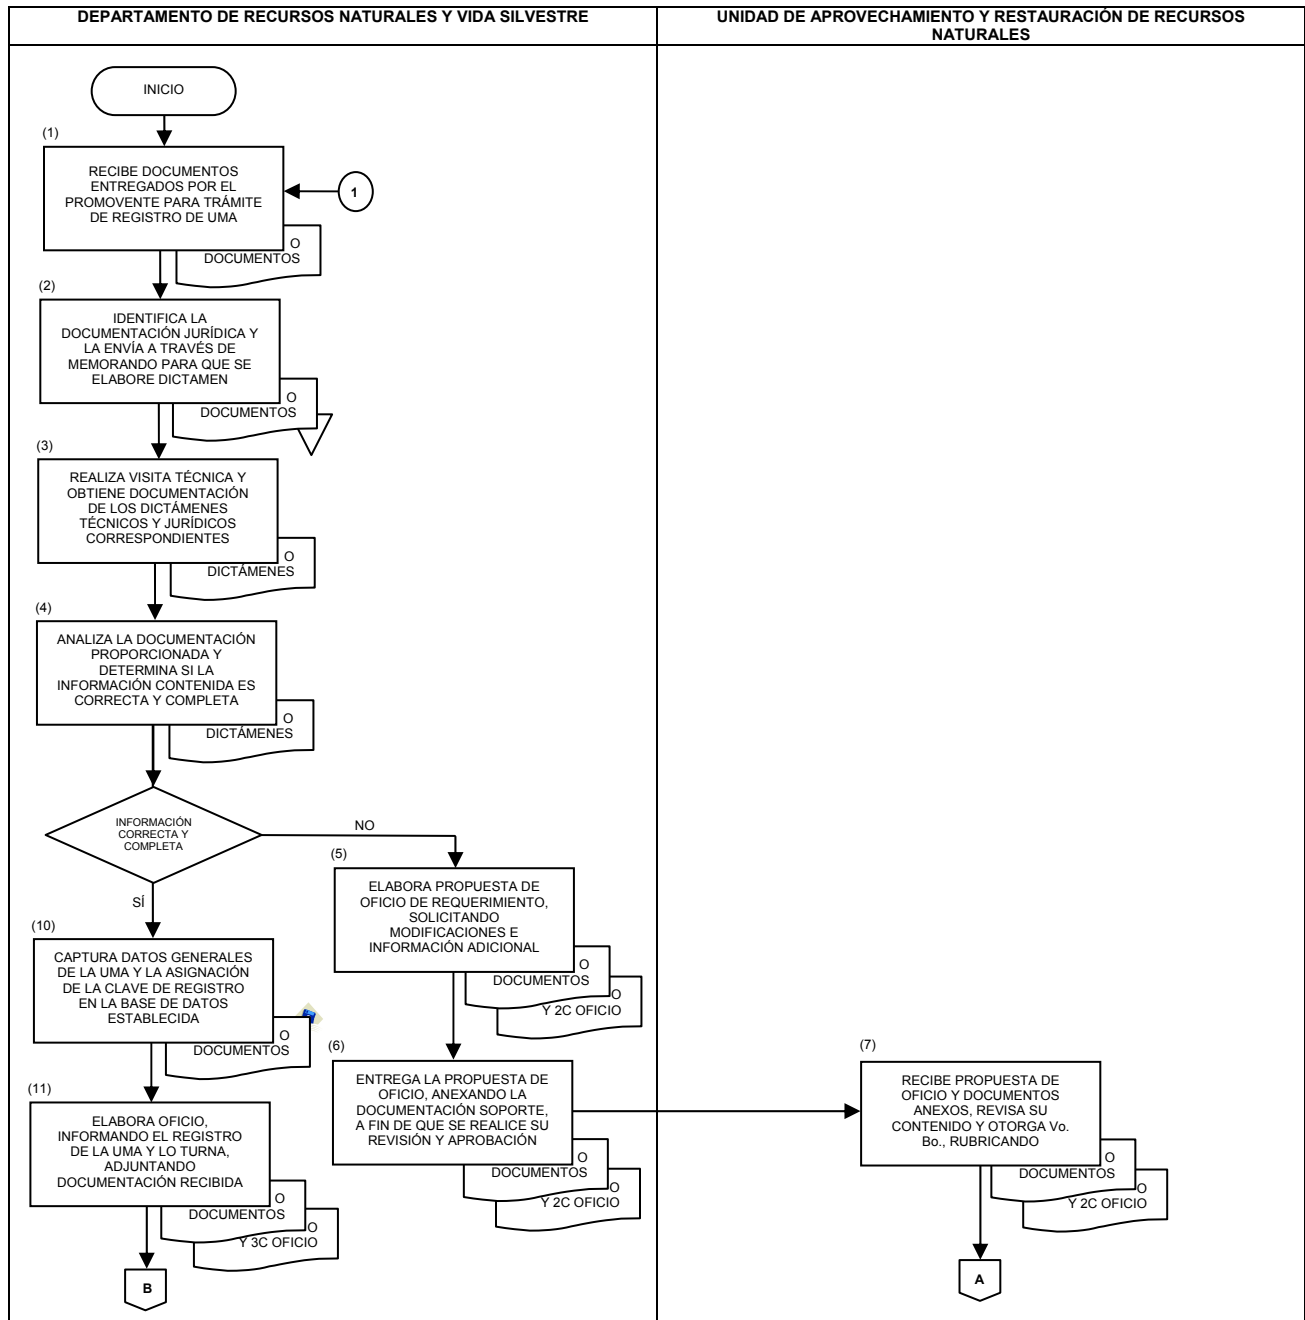 DEPARTAMENTO DE RECURSOS NATURALES Y VIDA SILVESTRE
UNIDAD DE APROVECHAMIENTO Y RESTAURACIÓN DE RECURSOS
NATURALES
INICIO
(1)
RECIBE DOCUMENTOS
ENTREGADOS POR EL
PROMOVENTE PARA TRÁMITE
DE REGISTRO DE UMA
1
O
DOCUMENTOS
(2)
IDENTIFICA LA
DOCUMENTACIÓN JURÍDICA Y
LA ENVÍA A TRAVÉS DE
MEMORANDO PARA QUE SE
ELABORE DICTAMEN
O
DOCUMENTOS
(3)
REALIZA VISITA TÉCNICA Y
OBTIENE DOCUMENTACIÓN
DE LOS DICTÁMENES
TÉCNICOS Y JURÍDICOS
CORRESPONDIENTES
O
DICTÁMENES
(4)
ANALIZA LA DOCUMENTACIÓN
PROPORCIONADA Y
DETERMINA SI LA
INFORMACIÓN CONTENIDA ES
CORRECTA Y COMPLETA
O
DICTÁMENES
INFORMACIÓN
CORRECTA Y
COMPLETA
NO
SÍ
(5)
ELABORA PROPUESTA DE
OFICIO DE REQUERIMIENTO,
SOLICITANDO
MODIFICACIONES E
INFORMACIÓN ADICIONAL
O
DOCUMENTOS
O
Y 2C OFICIO
(10)
CAPTURA DATOS GENERALES
DE LA UMA Y LA ASIGNACIÓN
DE LA CLAVE DE REGISTRO
EN LA BASE DE DATOS
ESTABLECIDA
O
DOCUMENTOS
(6)
ENTREGA LA PROPUESTA DE
OFICIO, ANEXANDO LA
DOCUMENTACIÓN SOPORTE,
A FIN DE QUE SE REALICE SU
REVISIÓN Y APROBACIÓN
O
DOCUMENTOS
O
Y 2C OFICIO
(7)
RECIBE PROPUESTA DE
OFICIO Y DOCUMENTOS
ANEXOS, REVISA SU
CONTENIDO Y OTORGA Vo.
Bo., RUBRICANDO
O
DOCUMENTOS
O
Y 2C OFICIO
(11)
ELABORA OFICIO,
INFORMANDO EL REGISTRO
DE LA UMA Y LO TURNA,
ADJUNTANDO
DOCUMENTACIÓN RECIBIDA
O
DOCUMENTOS
O
Y 3C OFICIO
B
A